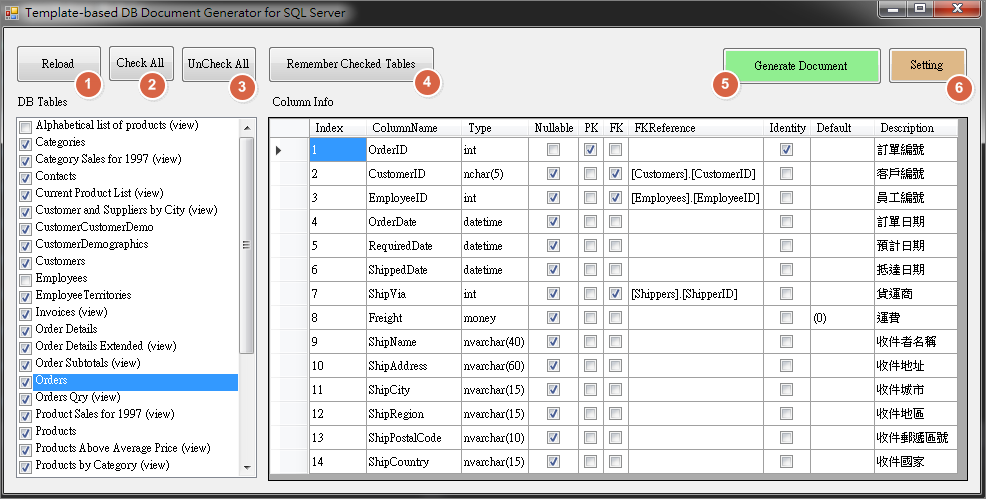 Template-based DB Document Generator for SQL Server
Reload 1 Check All 2 UnCheck All 3 Remember Checked Tables 4 5 Generate Document Setting 6
DB Tables
Alphabetical list of products (view)
Categories
Category Sales for 1997 (view)
Contacts
Current Product List (view)
Customer and Suppliers by City (view)
CustomerCustomerDemo
CustomerDemographics
Customers
Employees
EmployeeTerritories
Invoices (view)
Order Details
Order Details Extended (view)
Order Subtotals (view)
Orders
Orders Qry (view)
Product Sales for 1997 (view)
Products
Products Above Average Price (view)
Products by Category (view)
Column Info
Index ColumnName Type Nullable PK FK FKReference Identity Default Description
1 OrderID int 訂單編號
2 CustomerID nchar(5) [Customers].[CustomerID] 客戶編號
3 EmployeeID int [Employees].[EmployeeID] 員工編號
4 OrderDate datetime 訂單日期
5 RequiredDate datetime 預計日期
6 ShippedDate datetime 抵達日期
7 ShipVia int [Shippers].[ShipperID] 貨運商
8 Freight money (0) 運費
9 ShipName nvarchar(40) 收件者名稱
10 ShipAddress nvarchar(60) 收件地址
11 ShipCity nvarchar(15) 收件城市
12 ShipRegion nvarchar(15) 收件地區
13 ShipPostalCode nvarchar(10) 收件郵遞區號
14 ShipCountry nvarchar(15) 收件國家